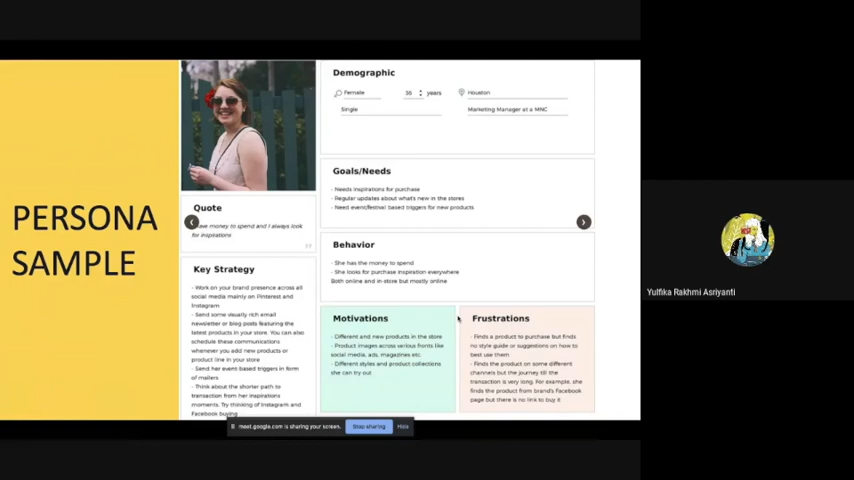 PERSONA
SAMPLE
Quote
have money to spend and I always look
for inspirations
Key Strategy
- Work on your brand presence across all
social media mainly on Pinterest and
Instagram
- Send some visually rich email
newsletter or blog posts featuring the
latest products in your store. You can also
schedule these communications
whenever you add new products or
product line in your store
- Send her event-based triggers in form
of mailers
- Think about the shorter path to
transaction from her inspirations
moments. Try thinking of Instagram and
Facebook buying
Demographic
Female
36 years
Houston
Single
Marketing Manager at a MNC
Goals/Needs
- Needs inspirations for purchase
- Regular updates about what's new in the stores
- Need event/festival based triggers for new products
Behavior
- She has the money to spend
- She looks for purchase inspiration everywhere
Both online and in-store but mostly online
Motivations
- Different and new products in the store
- Product images across various fronts like
social media, ads, magazines etc.
- Different styles and product collections
she can try out
Frustrations
- Finds a product to purchase but finds
no style guide or suggestions on how to
best use them
- Finds the product on some different
channels but the journey till the
transaction is very long. For example, she
finds the product from brand's Facebook
page but there is no link to buy it
meet.google.com is sharing your screen.
Stop sharing
Hide
Yulfika Rakhmi Asriyanti